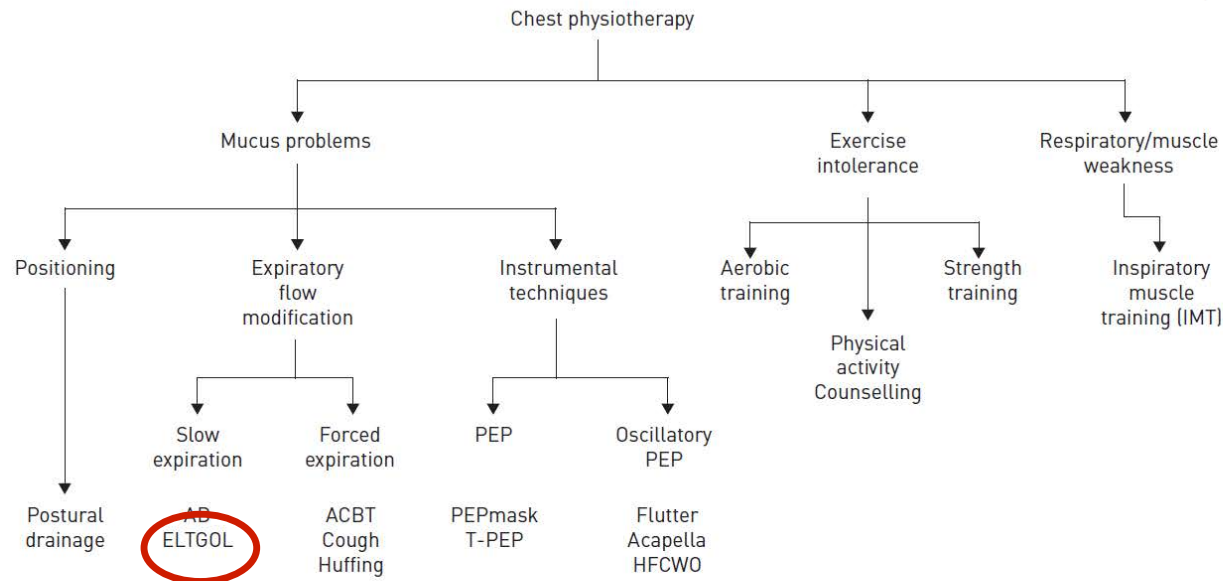 Chest physiotherapy
Mucus problems
Exercise
intolerance
Respiratory/muscle
weakness
Positioning
Expiratory
flow
modification
Instrumental
techniques
Aerobic
training
Physical
activity
Counselling
Strength
training
Inspiratory
muscle
training (IMT)
Slow
expiration
Forced
expiration
PEP
Oscillatory
PEP
Postural
drainage
AD
ELTGOL
ACBT
Cough
Huffing
PEPmask
T-PEP
Flutter
Acapella
HFCWO